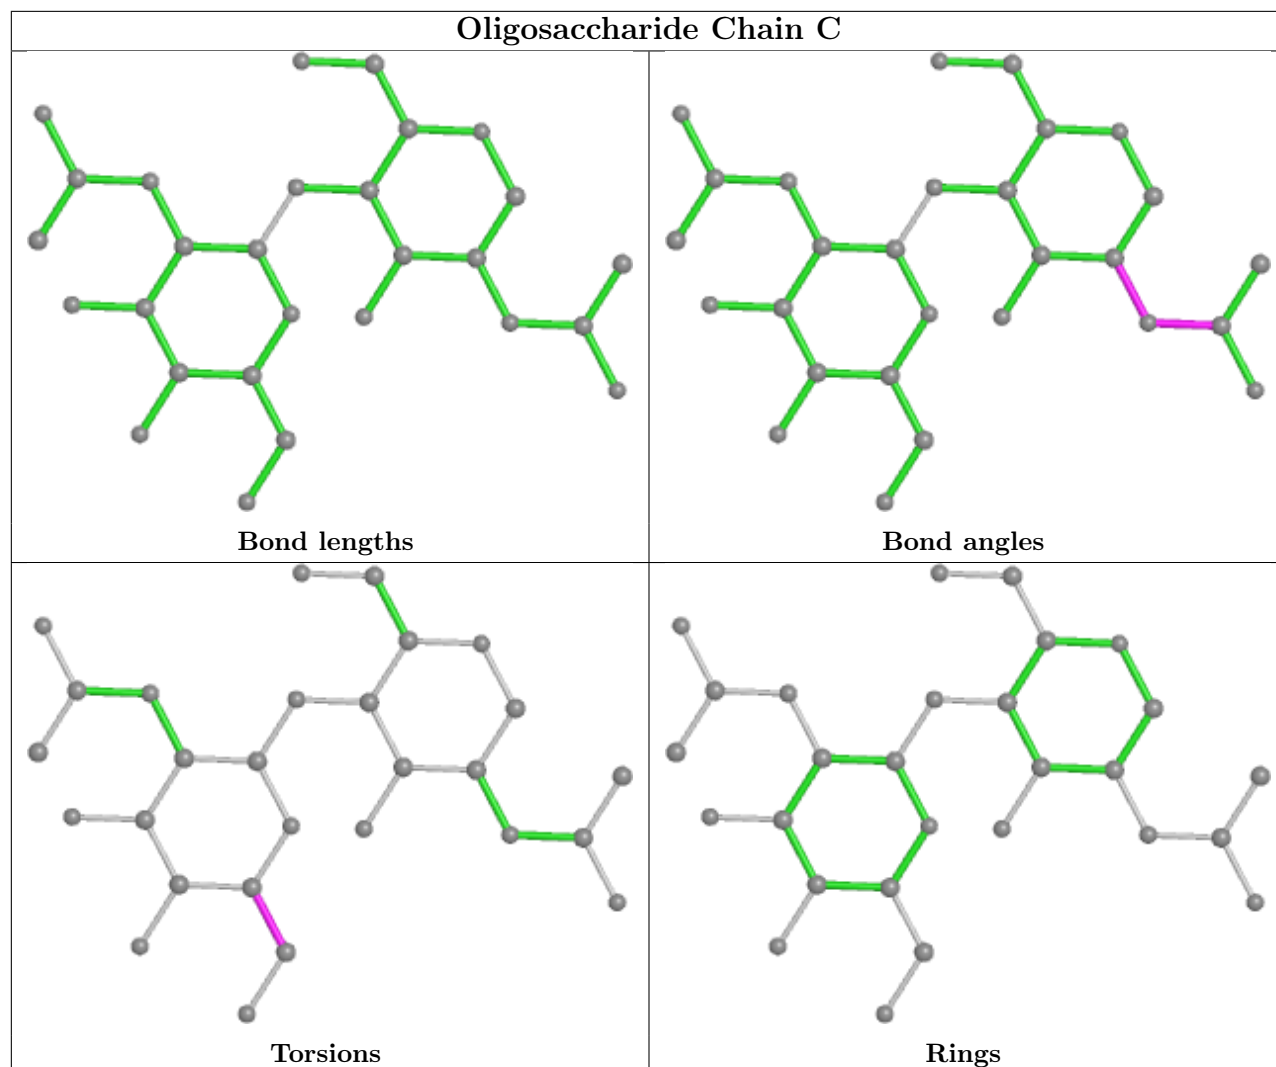 Oligosaccharide Chain C
Bond lengths
Bond angles
Torsions
Rings